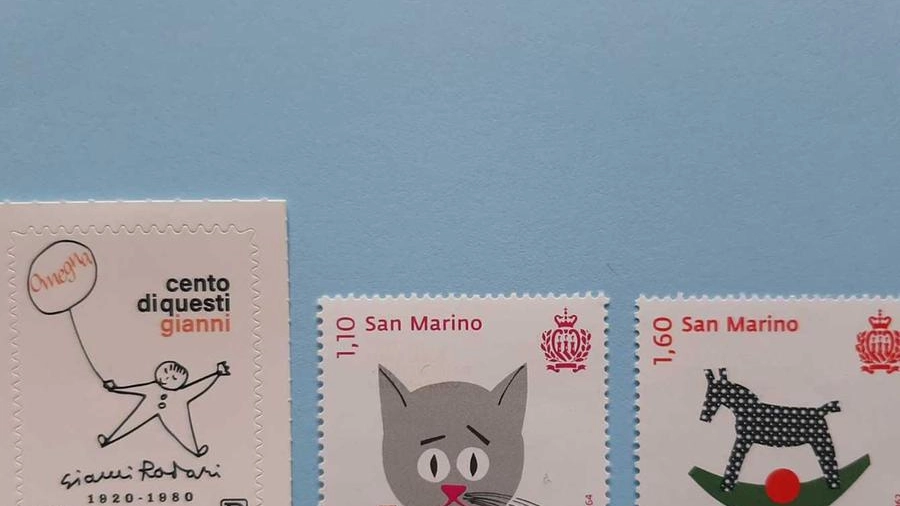 Omegna
cento
di questi
gianni
Gianni Rodari
1920-1980
1,10 San Marino
1,60 San Marino